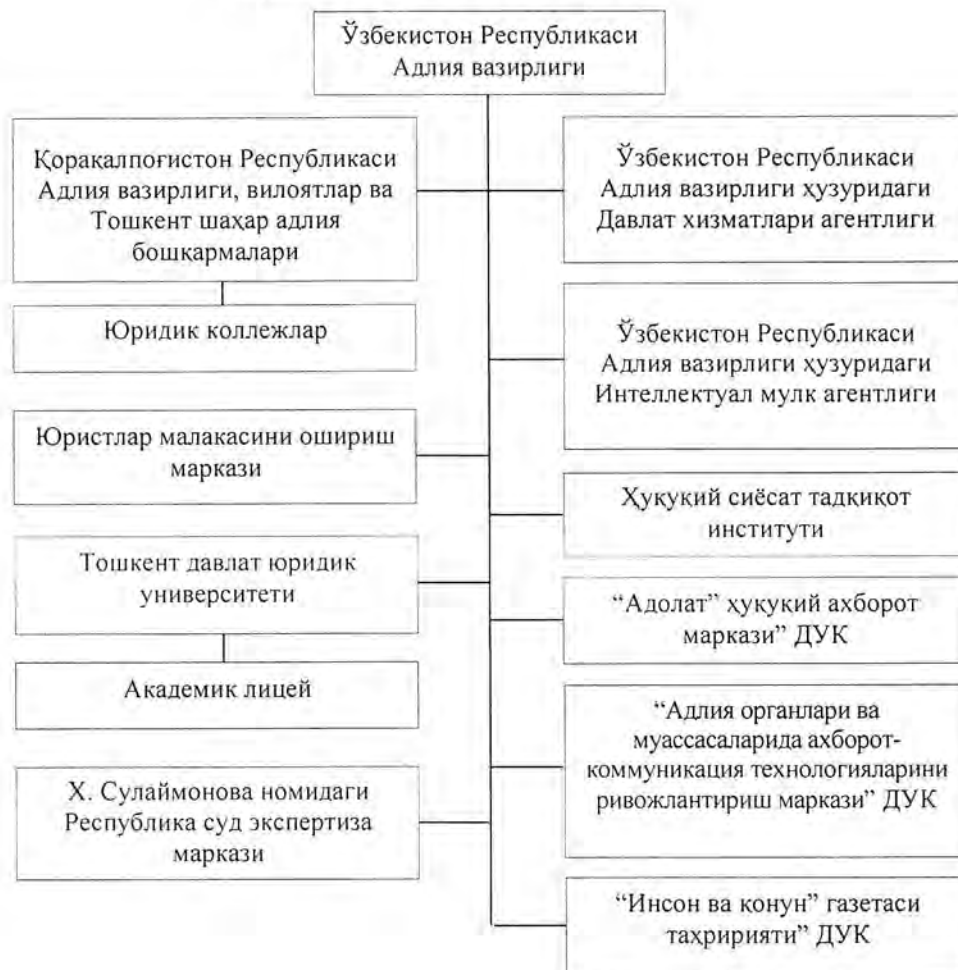 Ўзбекистон Республикаси
Адлия вазирлиги
Қорақалпоғистон Республикаси
Адлия вазирлиги, вилоятлар ва
Тошкент шаҳар адлия
бошқармалари
Юридик коллежлар
Юристлар малакасини ошириш
маркази
Тошкент давлат юридик
университети
Академик лицей
Х. Сулаймонова номидаги
Республика суд экспертиза
маркази
Ўзбекистон Республикаси
Адлия вазирлиги ҳузуридаги
Давлат хизматлари агентлиги
Ўзбекистон Республикаси
Адлия вазирлиги ҳузуридаги
Интеллектуал мулк агентлиги
Ҳуқуқий сиёсат тадқиқот
институти
“Адолат” ҳуқуқий ахборот
маркази” ДУК
“Адлия органлари ва
муассасаларида ахборот-
коммуникация технологияларини
ривожлантириш маркази” ДУК
“Инсон ва қонун” газетаси
таҳририяти” ДУК